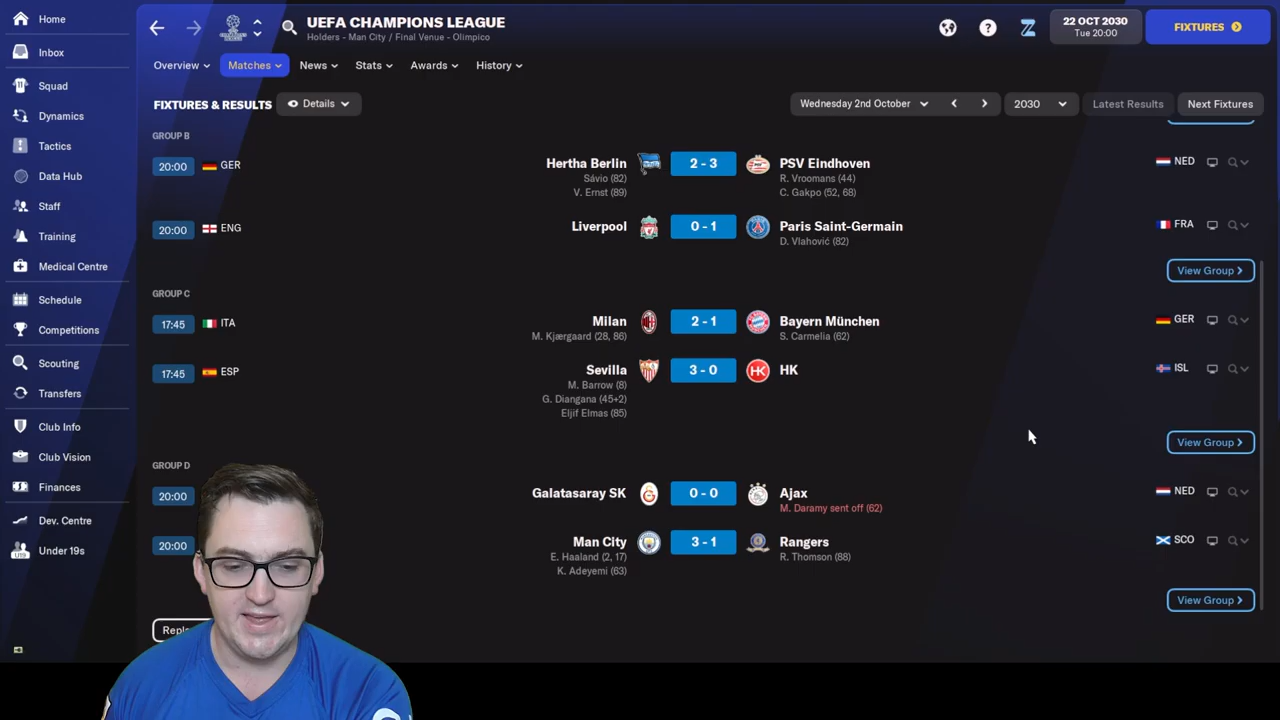 Home
Inbox
Squad
Dynamics
Tactics
Data Hub
Staff
Training
Medical Centre
Schedule
Competitions
Scouting
Transfers
Club Info
Club Vision
Finances
Dev. Centre
Under 19s
UEFA CHAMPIONS LEAGUE
Holders - Man City / Final Venue - Olimpico
22 OCT 2030
Tue 20:00
FIXTURES
Overview
Matches
News
Stats
Awards
History
FIXTURES & RESULTS
Details
Wednesday 2nd October
2030
Latest Results
Next Fixtures
GROUP B
20:00 GER Hertha Berlin 2 - 3 PSV Eindhoven NED
Sávio (82) R. Vroomans (44)
V. Ernst (89) C. Gakpo (52, 68)
20:00 ENG Liverpool 0 - 1 Paris Saint-Germain FRA
D. Vlahović (82)
View Group
GROUP C
17:45 ITA Milan 2 - 1 Bayern München GER
M. Kjærgaard (28, 86) S. Carmelia (62)
17:45 ESP Sevilla 3 - 0 HK ISL
M. Barrow (8)
G. Diangana (45+2)
Eljif Elmas (85)
View Group
GROUP D
20:00 Galatasaray SK 0 - 0 Ajax NED
M. Daramy sent off (62)
20:00 Man City 3 - 1 Rangers SCO
E. Haaland (2, 17) R. Thomson (88)
K. Adeyemi (63)
View Group